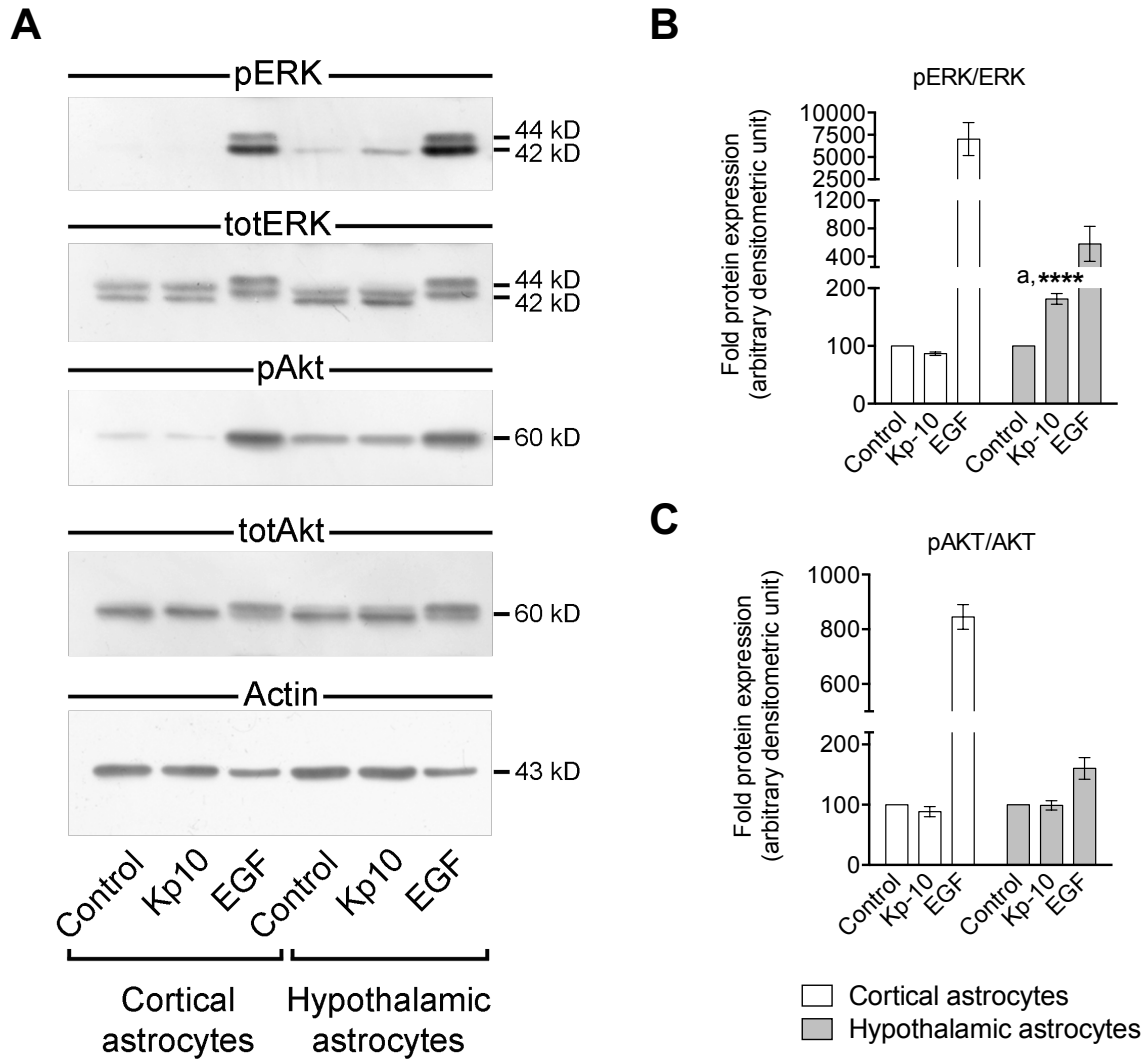 A
pERK
44 kD
42 kD
totERK
44 kD
42 kD
pAkt
60 kD
totAkt
60 kD
Actin
43 kD
Control
Kp10
EGF
Control
Kp10
EGF
Cortical
astrocytes
Hypothalamic
astrocytes
B
pERK/ERK
Fold protein expression
(arbitrary densitometric unit)
10000
7500
5000
2500
1200
800
400
200
100
0
a,****
Control
Kp-10
EGF
Control
Kp-10
EGF
C
pAKT/AKT
Fold protein expression
(arbitrary densitometric unit)
1000
800
600
200
100
0
Control
Kp-10
EGF
Control
Kp-10
EGF
Cortical astrocytes
Hypothalamic astrocytes